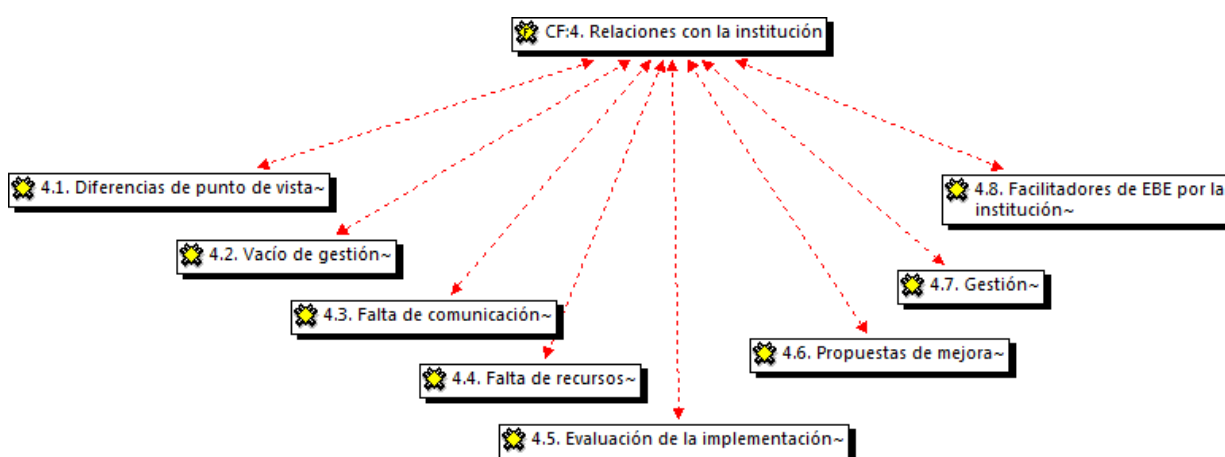 CF:4. Relaciones con la institución
4.1. Diferencias de punto de vista~
4.2. Vacío de gestión~
4.3. Falta de comunicación~
4.4. Falta de recursos~
4.5. Evaluación de la implementación~
4.6. Propuestas de mejora~
4.7. Gestión~
4.8. Facilitadores de EBE por la
institución~